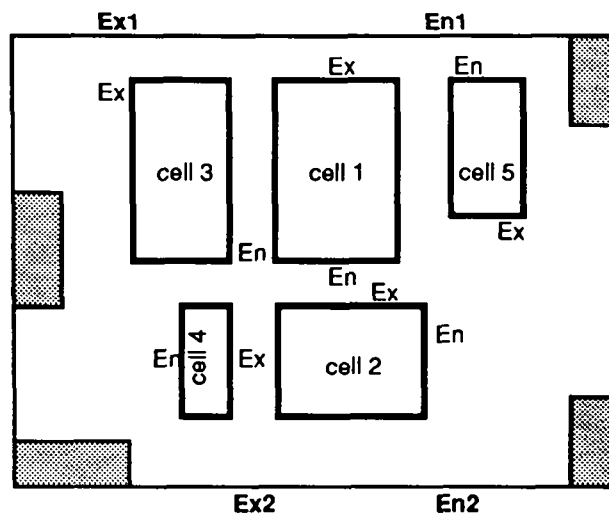 Ex1 En1
Ex En
Ex
cell 3 cell 1 cell 5
Ex
En
En
Ex
En
En cell 4 Ex cell 2
Ex2 En2